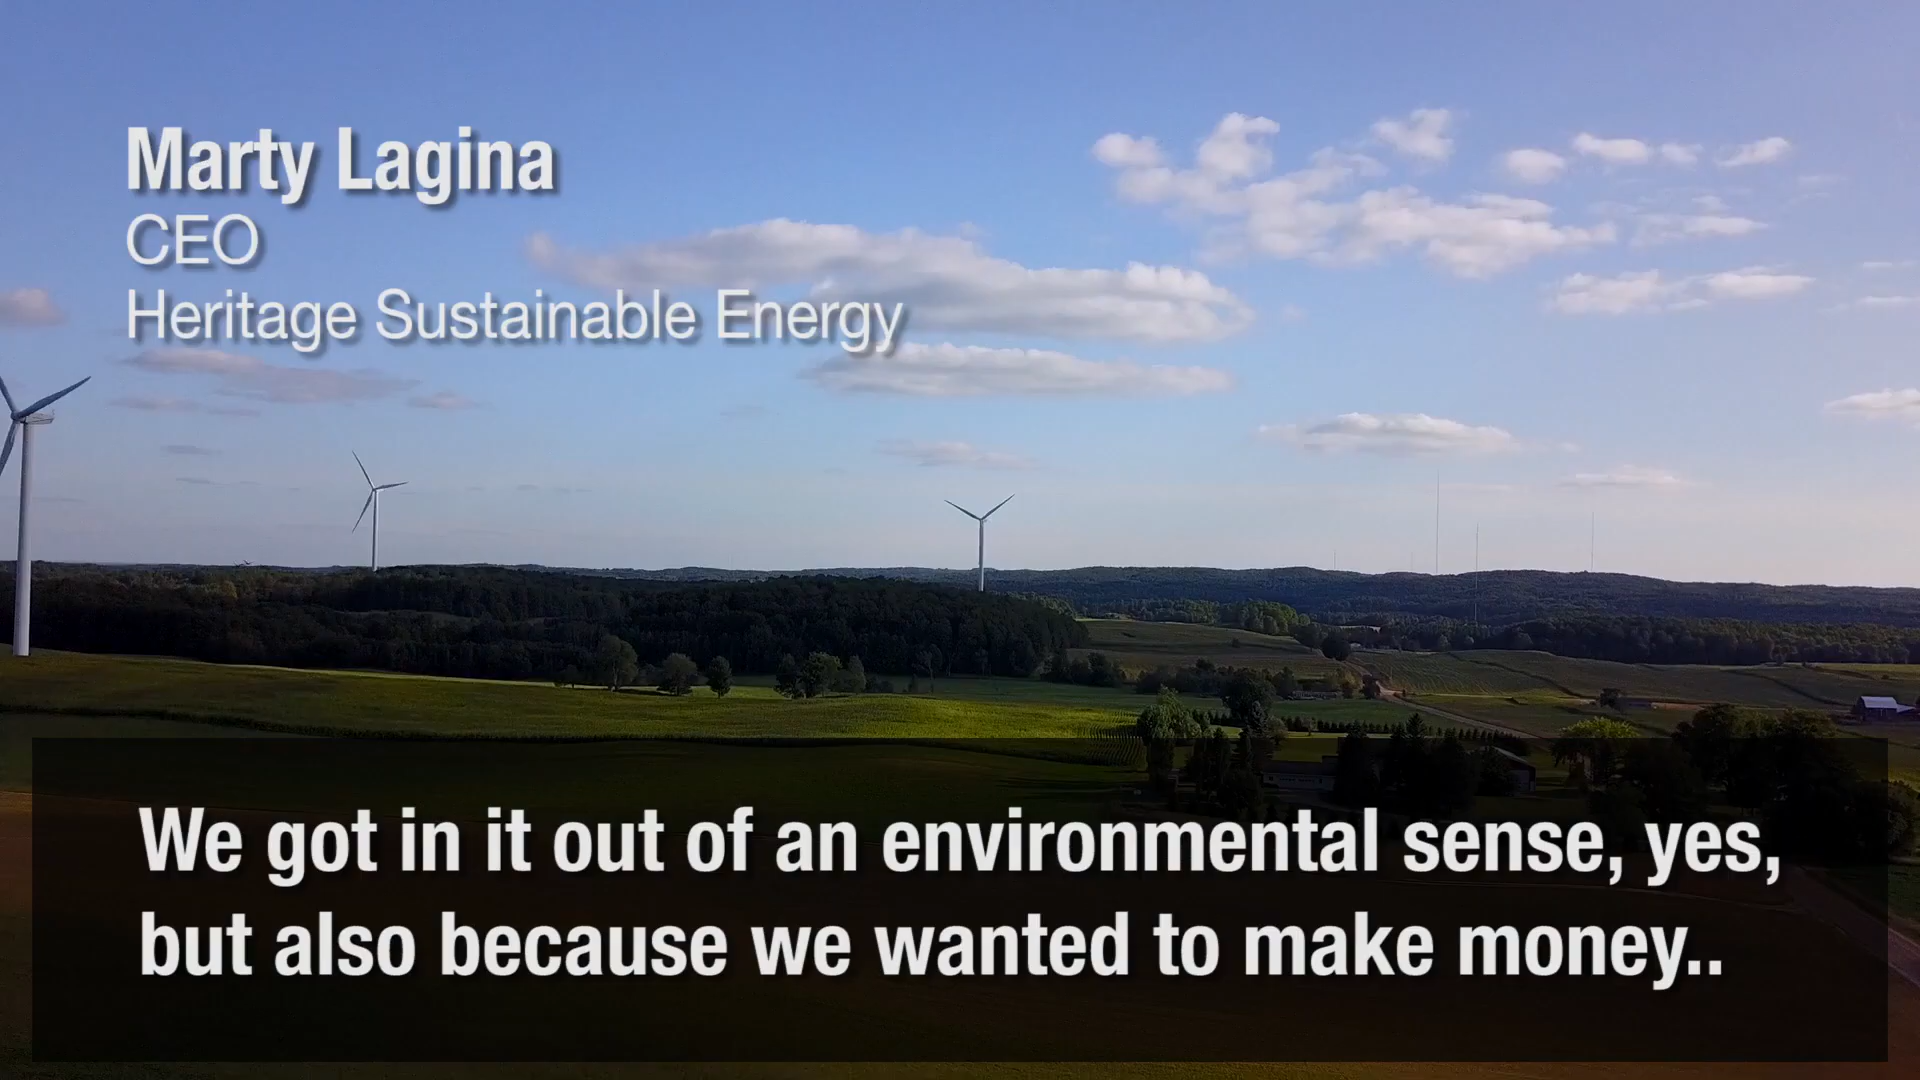 Marty Lagina
CEO
Heritage Sustainable Energy
We got in it out of an environmental sense, yes,
but also because we wanted to make money..